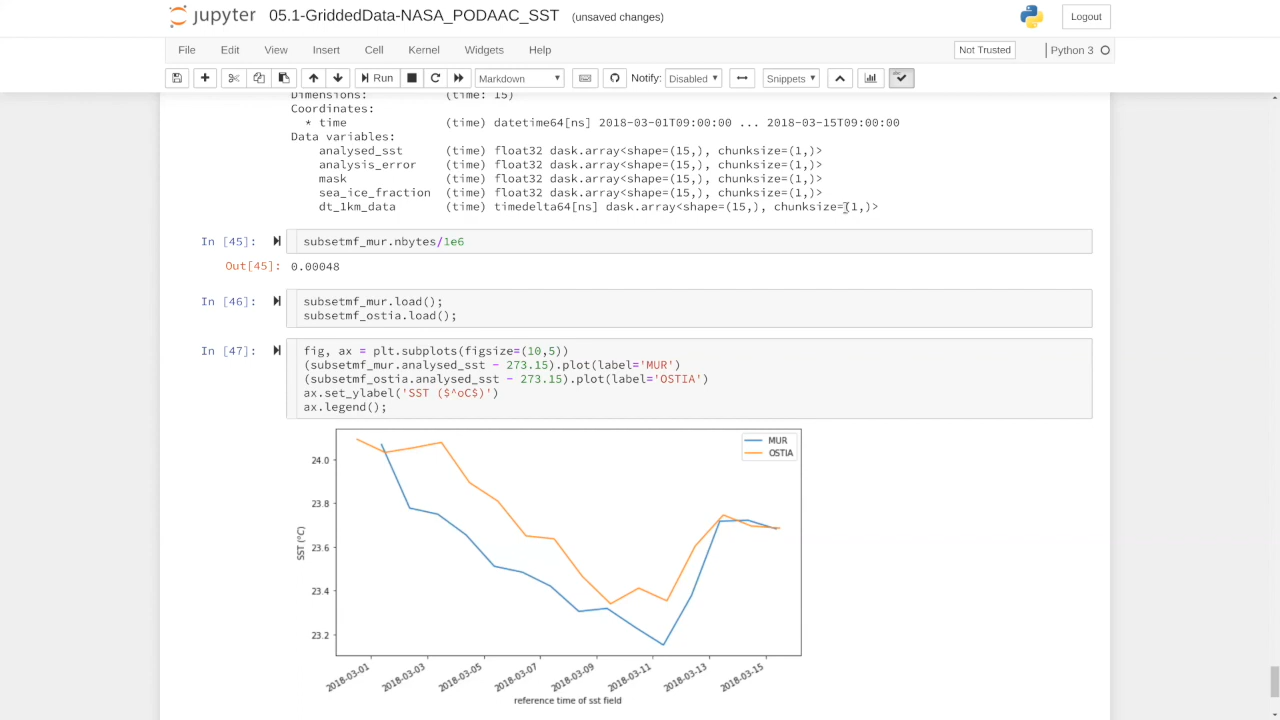 jupyter 05.1-GriddedData-NASA_PODAAC_SST (unsaved changes) Logout
File Edit View Insert Cell Kernel Widgets Help Not Trusted Python 3
Run Markdown Notify: Disabled Snippets
Dimensions: (time: 15)
Coordinates:
* time (time) datetime64[ns] 2018-03-01T09:00:00 ... 2018-03-15T09:00:00
Data variables:
analysed_sst (time) float32 dask.array<shape=(15,), chunksize=(1,)>
analysis_error (time) float32 dask.array<shape=(15,), chunksize=(1,)>
mask (time) float32 dask.array<shape=(15,), chunksize=(1,)>
sea_ice_fraction (time) float32 dask.array<shape=(15,), chunksize=(1,)>
dt_1km_data (time) timedelta64[ns] dask.array<shape=(15,), chunksize=(1,)>
In [45]: subsetmf_mur.nbytes/1e6
Out[45]: 0.00048
In [46]: subsetmf_mur.load();
subsetmf_ostia.load();
In [47]: fig, ax = plt.subplots(figsize=(10,5))
(subsetmf_mur.analysed_sst - 273.15).plot(label='MUR')
(subsetmf_ostia.analysed_sst - 273.15).plot(label='OSTIA')
ax.set_ylabel('SST ($^oC$)')
ax.legend();
MUR
OSTIA
24.0
23.8
23.6
23.4
23.2
SST (°C)
2018-03-01 2018-03-03 2018-03-05 2018-03-07 2018-03-09 2018-03-11 2018-03-13 2018-03-15
reference time of sst field